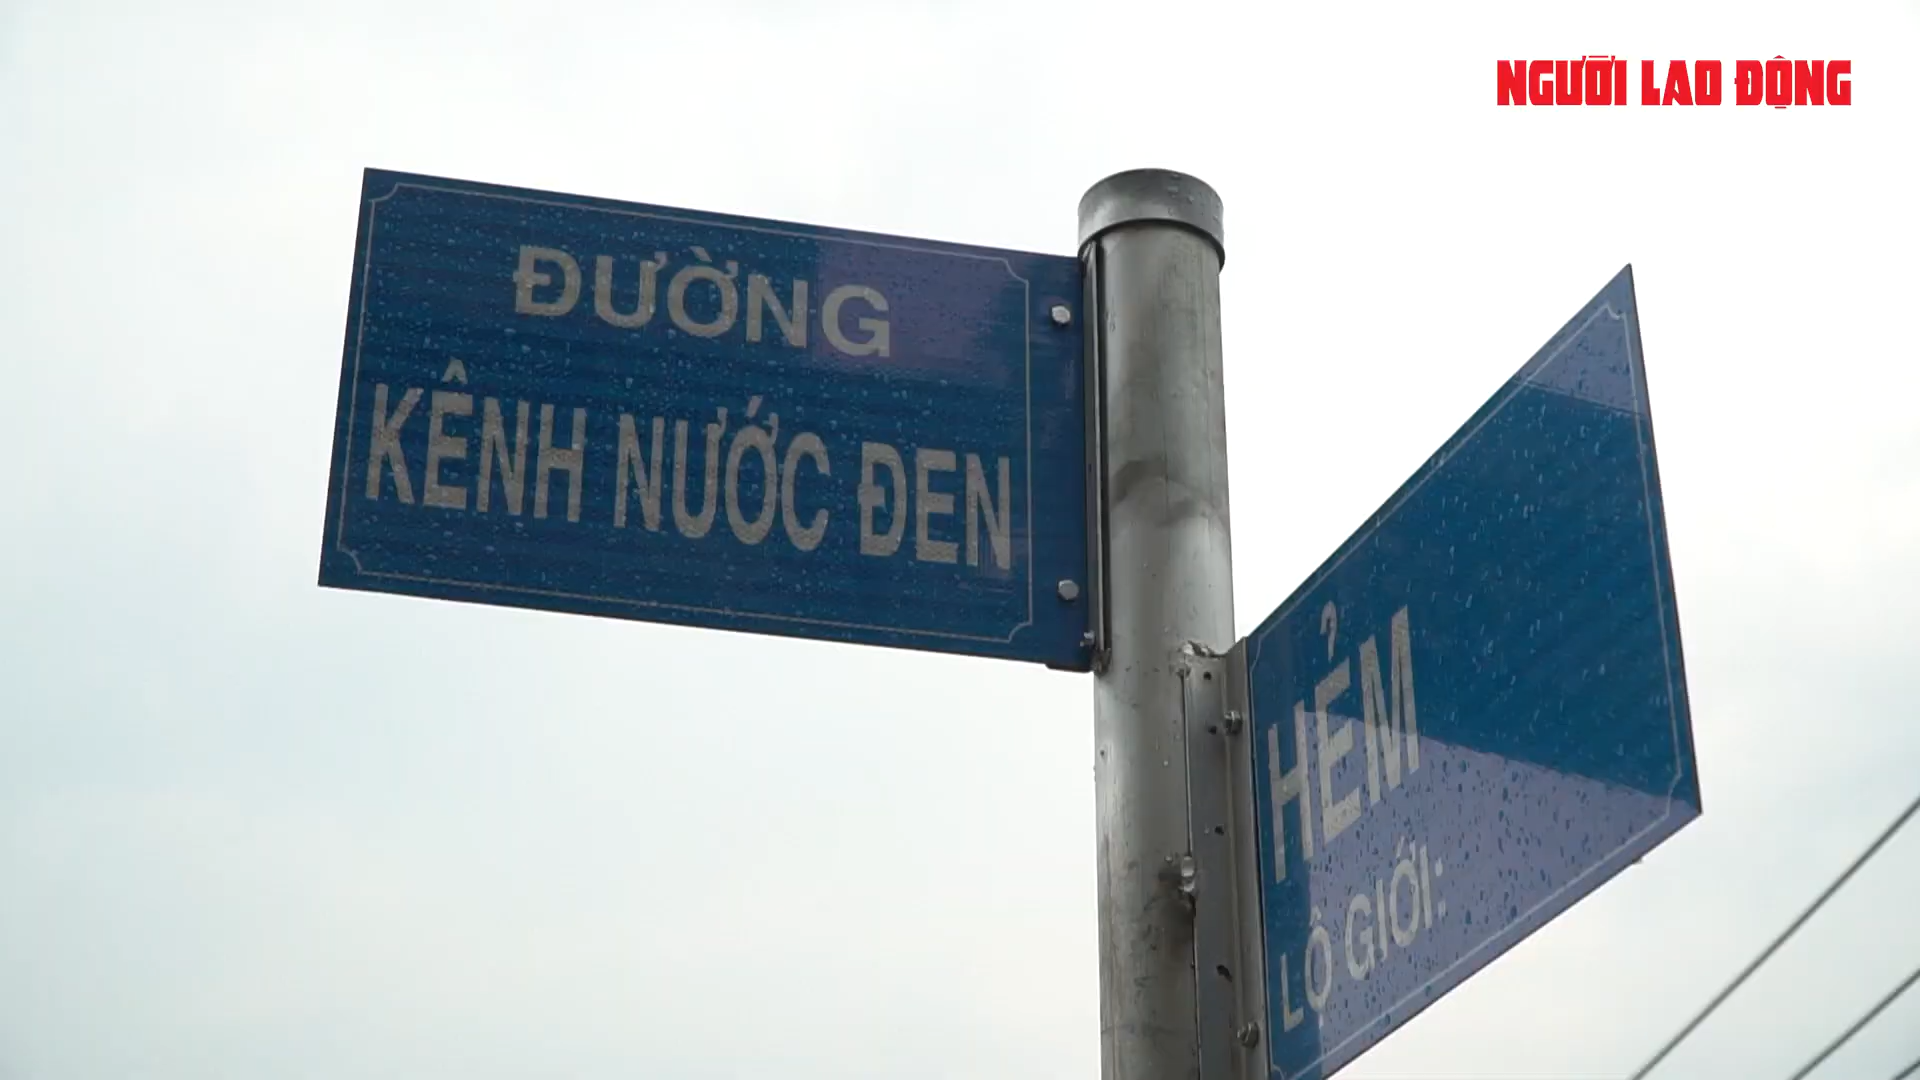 NGƯỜI LAO ĐỘNG
ĐƯỜNG
KÊNH NƯỚC ĐEN
HẺM
LỘ GIỚI: